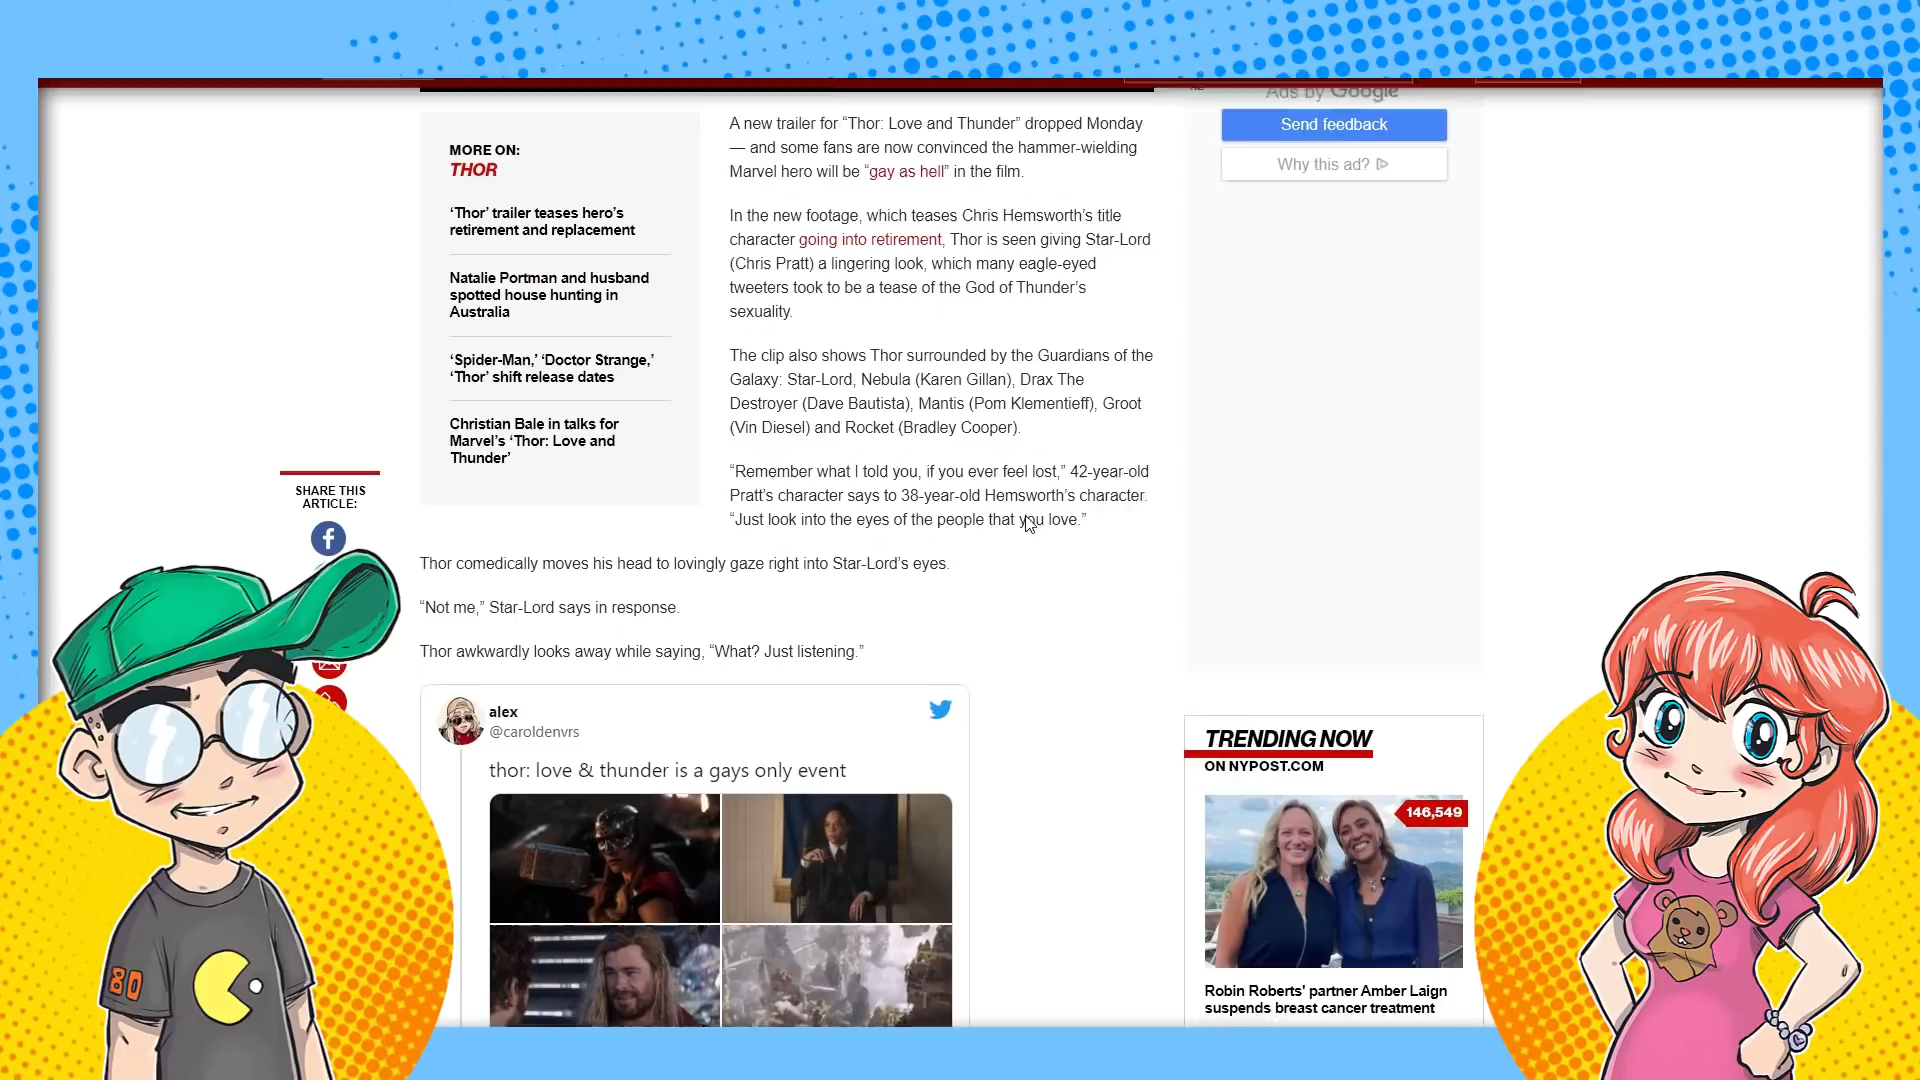 Ads by Google
Send feedback
Why this ad?
MORE ON:
THOR
‘Thor’ trailer teases hero’s
retirement and replacement
Natalie Portman and husband
spotted house hunting in
Australia
‘Spider-Man,’ ‘Doctor Strange,’
‘Thor’ shift release dates
Christian Bale in talks for
Marvel’s ‘Thor: Love and
Thunder’
SHARE THIS
ARTICLE:
A new trailer for “Thor: Love and Thunder” dropped Monday
— and some fans are now convinced the hammer-wielding
Marvel hero will be “gay as hell” in the film.
In the new footage, which teases Chris Hemsworth’s title
character going into retirement, Thor is seen giving Star-Lord
(Chris Pratt) a lingering look, which many eagle-eyed
tweeters took to be a tease of the God of Thunder’s
sexuality.
The clip also shows Thor surrounded by the Guardians of the
Galaxy: Star-Lord, Nebula (Karen Gillan), Drax The
Destroyer (Dave Bautista), Mantis (Pom Klementieff), Groot
(Vin Diesel) and Rocket (Bradley Cooper).
“Remember what I told you, if you ever feel lost,” 42-year-old
Pratt’s character says to 38-year-old Hemsworth’s character.
“Just look into the eyes of the people that you love.”
Thor comedically moves his head to lovingly gaze right into Star-Lord’s eyes.
“Not me,” Star-Lord says in response.
Thor awkwardly looks away while saying, “What? Just listening.”
alex
@caroldenvrs
thor: love & thunder is a gays only event
TRENDING NOW
ON NYPOST.COM
146,549
Robin Roberts' partner Amber Laign
suspends breast cancer treatment
80